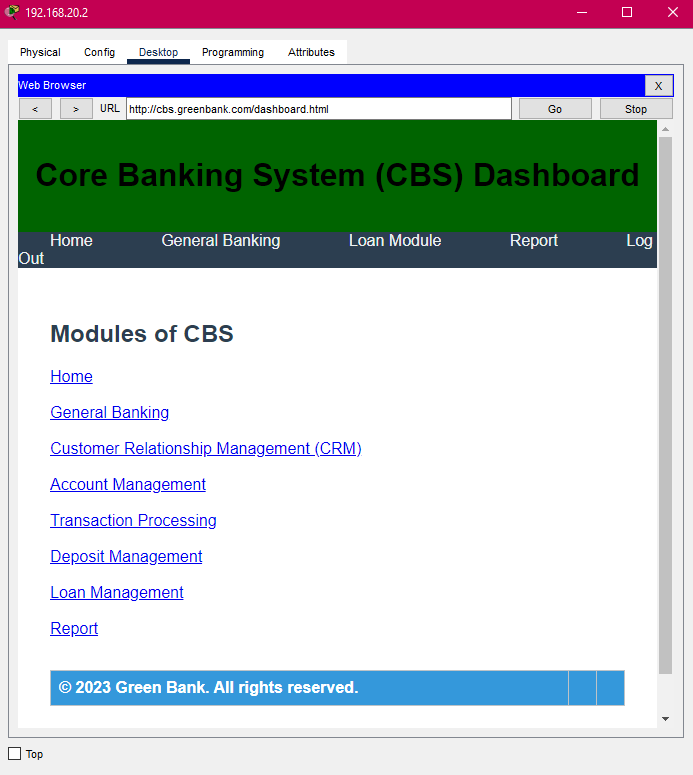 192.168.20.2
Physical Config Desktop Programming Attributes
Web Browser X
< > URL http://cbs.greenbank.com/dashboard.html Go Stop
Core Banking System (CBS) Dashboard
Home General Banking Loan Module Report Log
Out
Modules of CBS
Home
General Banking
Customer Relationship Management (CRM)
Account Management
Transaction Processing
Deposit Management
Loan Management
Report
© 2023 Green Bank. All rights reserved.
Top